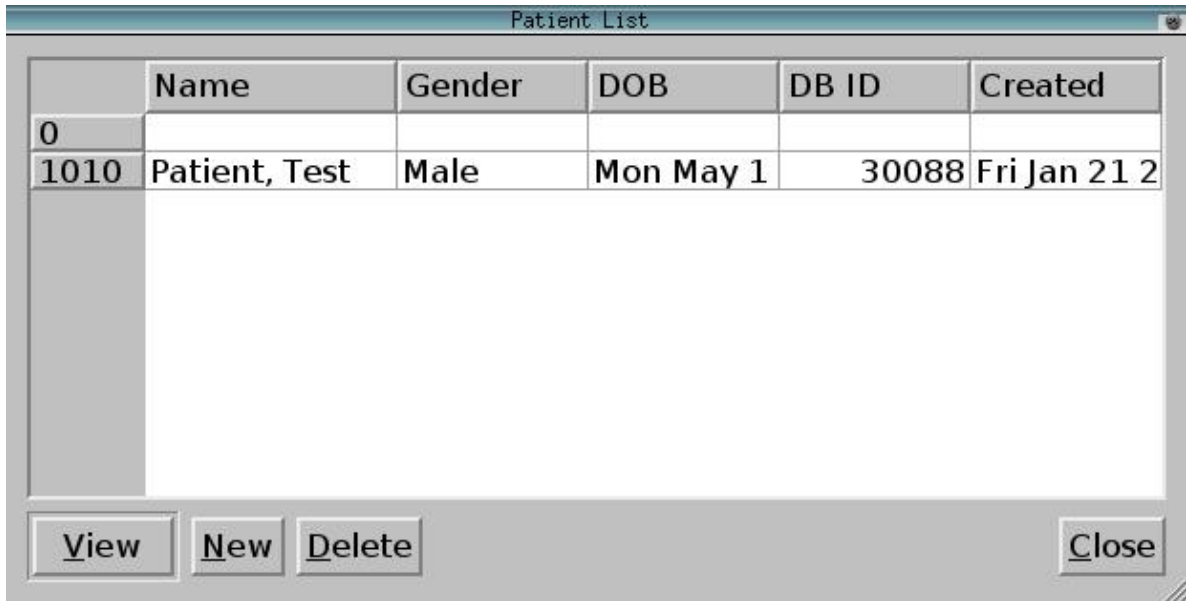 Patient List
Name Gender DOB DB ID Created
0
1010 Patient, Test Male Mon May 1 30088 Fri Jan 21 2
View New Delete Close